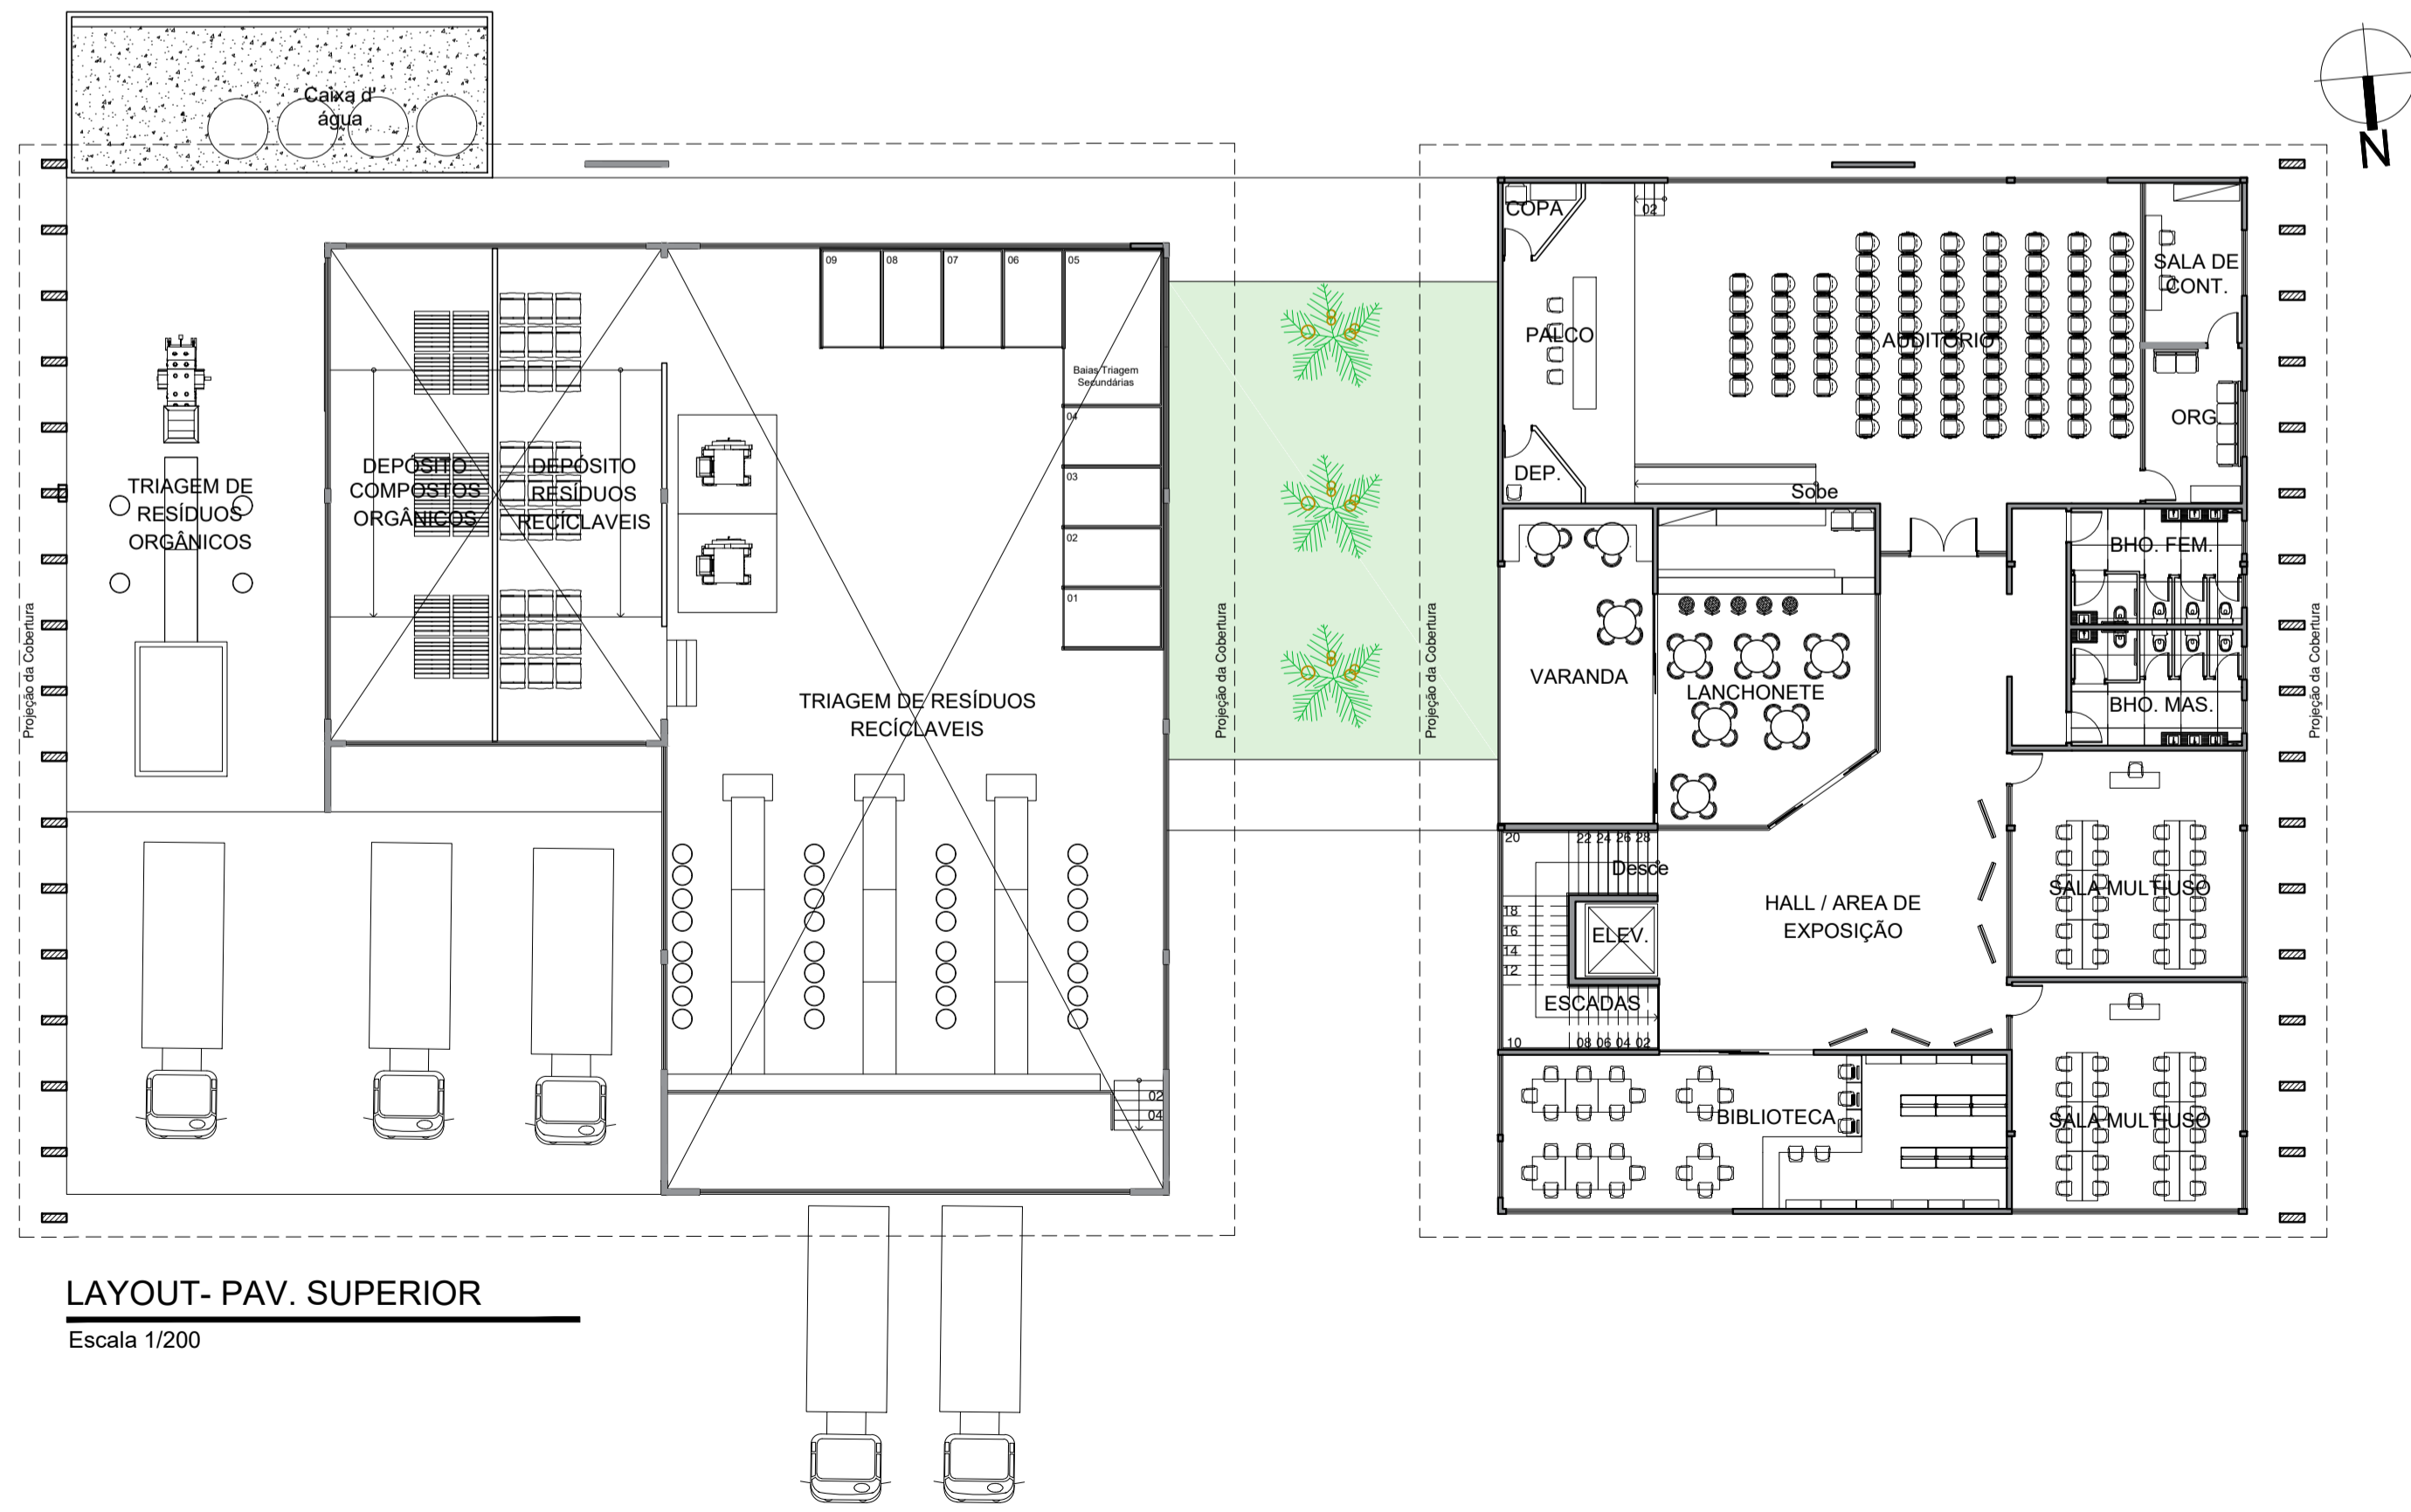 Caixa d'
água
N
COPA
02
SALA DE
CONT.
09
08
07
06
05
PALCO
AUDITÓRIO
Baias Triagem
Secundárias
04
ORG.
DEPÓSITO
COMPOSTOS
ORGÂNICOS
DEPÓSITO
RESÍDUOS
RECÍCLAVEIS
TRIAGEM DE
RESÍDUOS
ORGÂNICOS
03
DEP.
Sobe
02
BHO. FEM.
01
Projeção da Cobertura
Projeção da Cobertura
Projeção da Cobertura
Projeção da Cobertura
TRIAGEM DE RESÍDUOS
RECÍCLAVEIS
VARANDA
LANCHONETE
BHO. MAS.
20
22 24 26 28
Desce
18
16
14
12
ELEV.
HALL / AREA DE
EXPOSIÇÃO
SALA MULTIUSO
ESCADAS
10
08 06 04 02
02
04
BIBLIOTECA
SALA MULTIUSO
LAYOUT- PAV. SUPERIOR
Escala 1/200